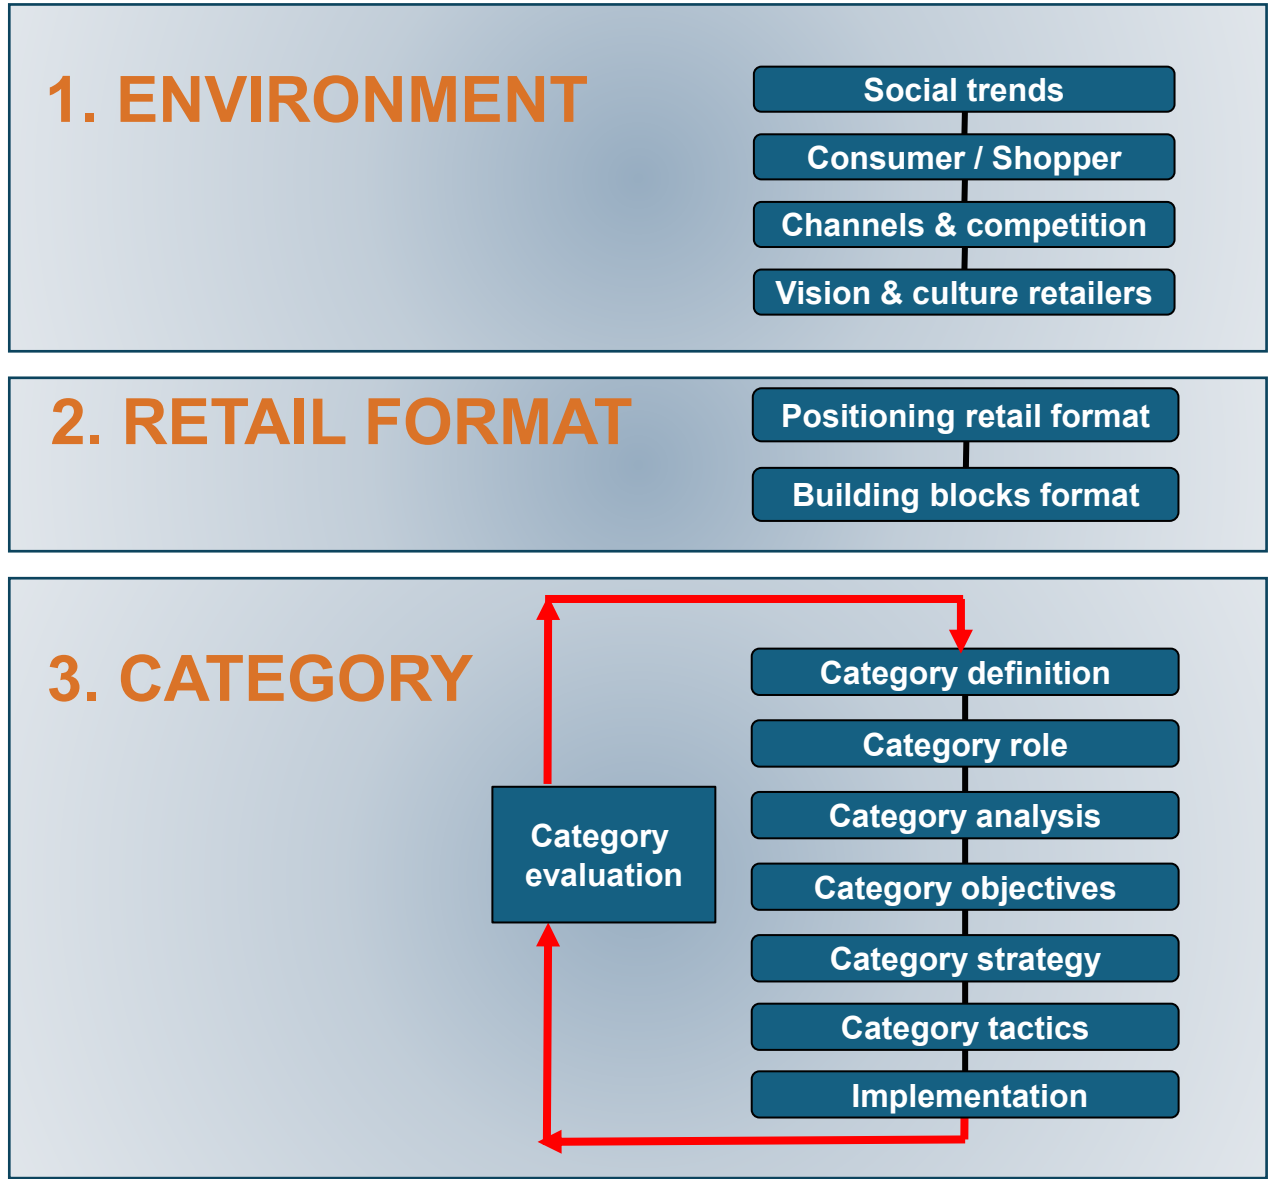 1. ENVIRONMENT
Social trends
Consumer / Shopper
Channels & competition
Vision & culture retailers
2. RETAIL FORMAT
Positioning retail format
Building blocks format
3. CATEGORY
Category definition
Category role
Category analysis
Category objectives
Category strategy
Category tactics
Implementation
Category
evaluation